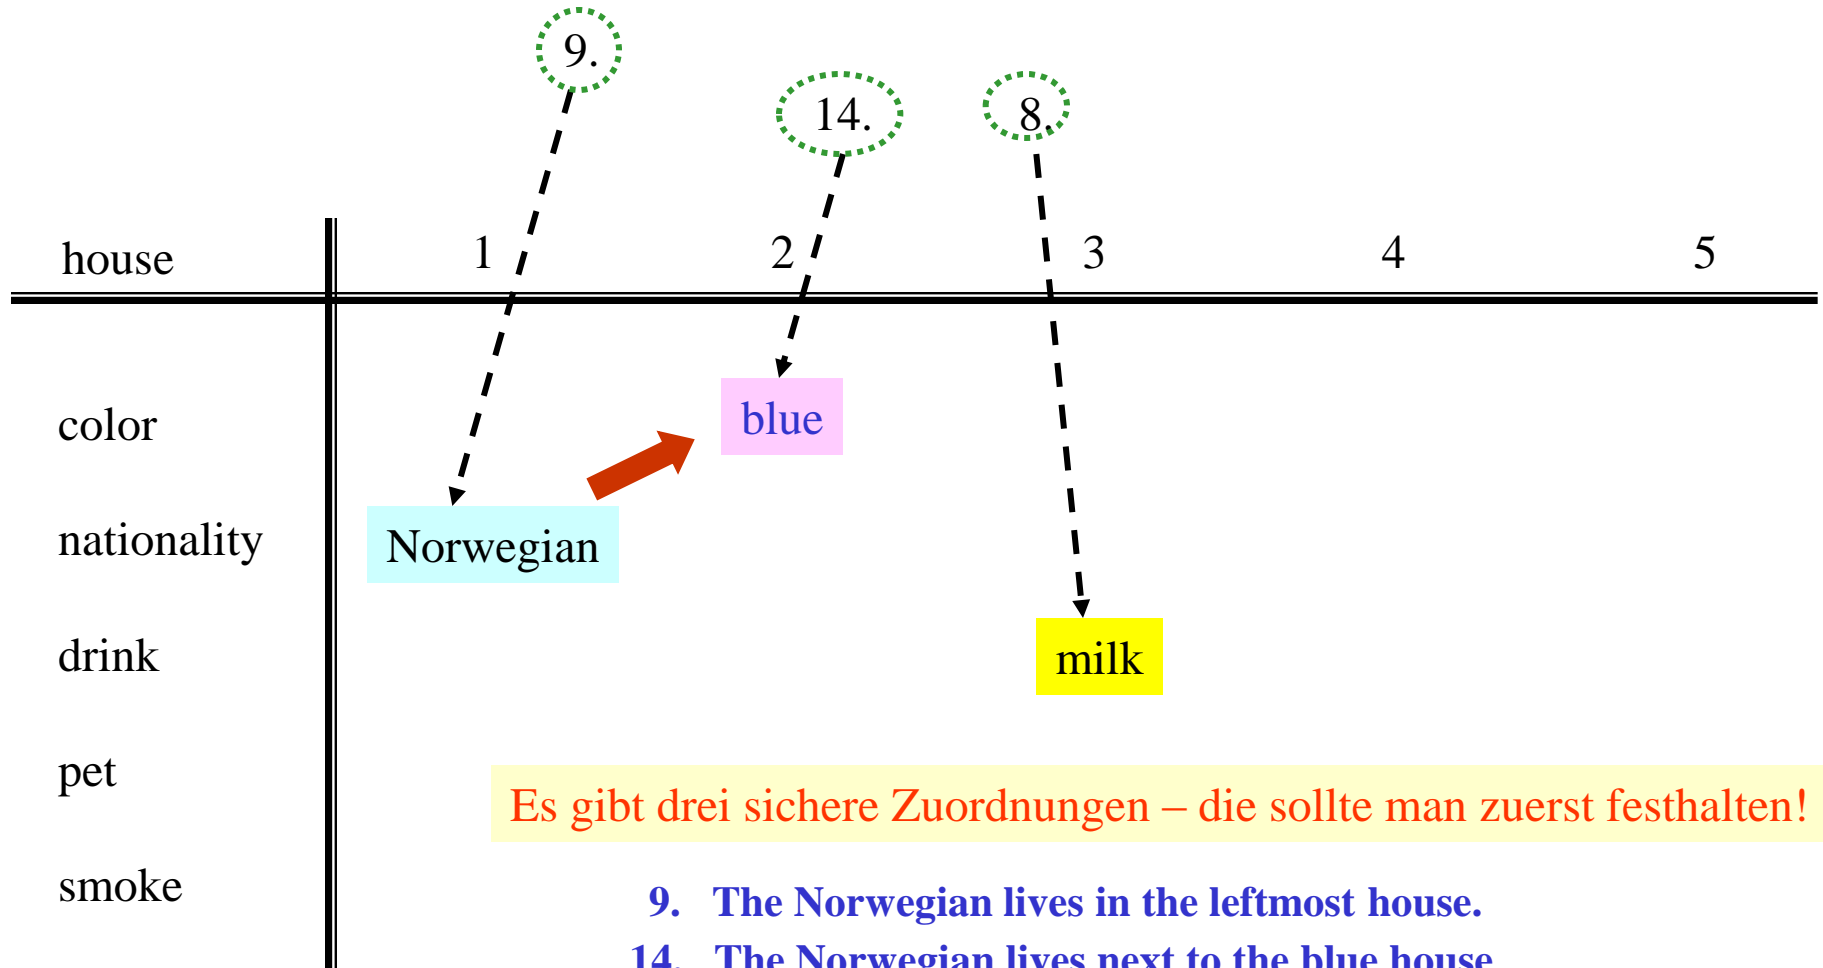 9.
14. 8.
house 1 2 3 4 5
color blue
nationality Norwegian
drink milk
pet
Es gibt drei sichere Zuordnungen – die sollte man zuerst festhalten!
smoke
9. The Norwegian lives in the leftmost house.
14. The Norwegian lives next to the blue house